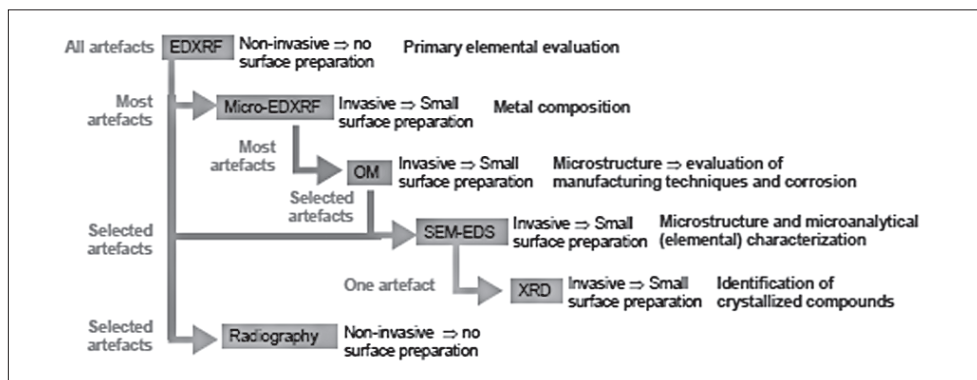 All artefacts EDXRF Non-invasive ⇒ no surface preparation Primary elemental evaluation
Most artefacts Micro-EDXRF Invasive ⇒ Small surface preparation Metal composition
Most artefacts OM Invasive ⇒ Small surface preparation Microstructure ⇒ evaluation of manufacturing techniques and corrosion
Selected artefacts
Selected artefacts SEM-EDS Invasive ⇒ Small surface preparation Microstructure and microanalytical (elemental) characterization
One artefact XRD Invasive ⇒ Small surface preparation Identification of crystallized compounds
Selected artefacts Radiography Non-invasive ⇒ no surface preparation